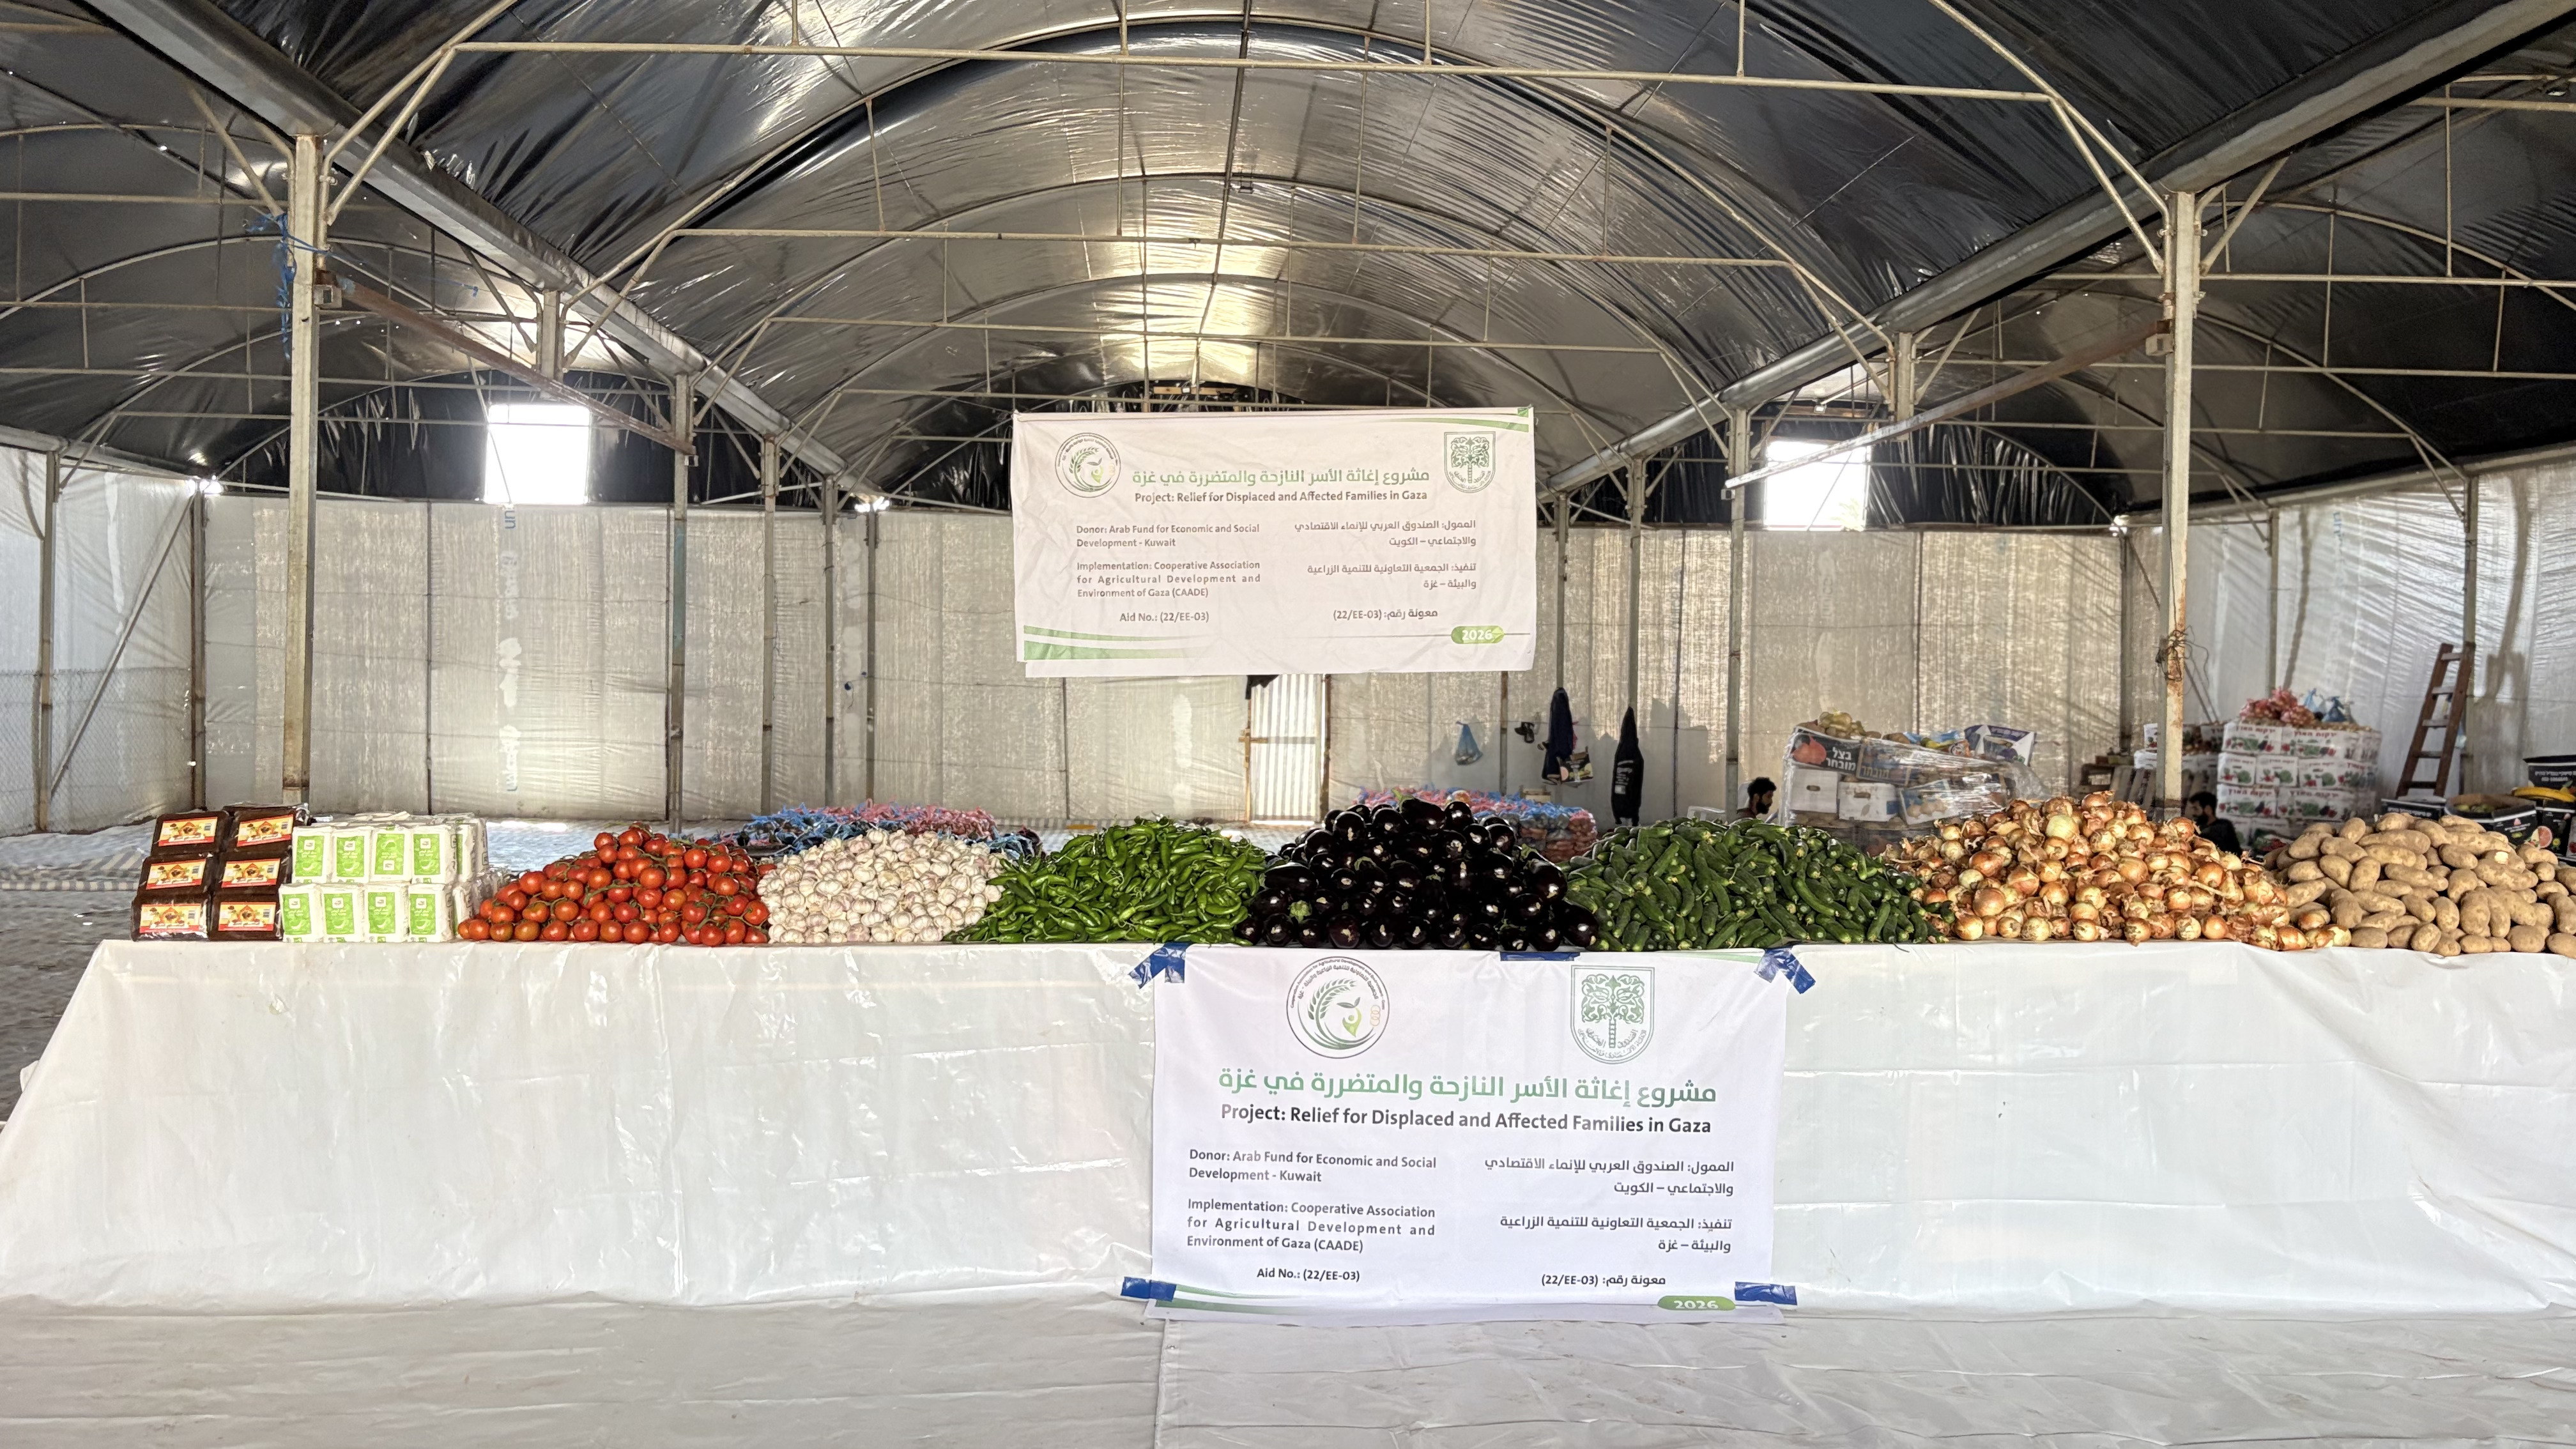 مشروع إغاثة الأسر النازحة والمتضررة في غزة
Project: Relief for Displaced and Affected Families in Gaza
Donor: Arab Fund for Economic and Social
Development - Kuwait
الممول: الصندوق العربي للإنماء الاقتصادي
والاجتماعي – الكويت
Implementation: Cooperative Association
for Agricultural Development and
Environment of Gaza (CAADE)
تنفيذ: الجمعية التعاونية للتنمية الزراعية
والبيئة – غزة
Aid No.: (22/EE-03)
معونة رقم: (22/EE-03)
2026
בצל
מובחר
مشروع إغاثة الأسر النازحة والمتضررة في غزة
Project: Relief for Displaced and Affected Families in Gaza
Donor: Arab Fund for Economic and Social
Development - Kuwait
الممول: الصندوق العربي للإنماء الاقتصادي
والاجتماعي – الكويت
Implementation: Cooperative Association
for Agricultural Development and
Environment of Gaza (CAADE)
تنفيذ: الجمعية التعاونية للتنمية الزراعية
والبيئة – غزة
Aid No.: (22/EE-03)
معونة رقم: (22/EE-03)
2026